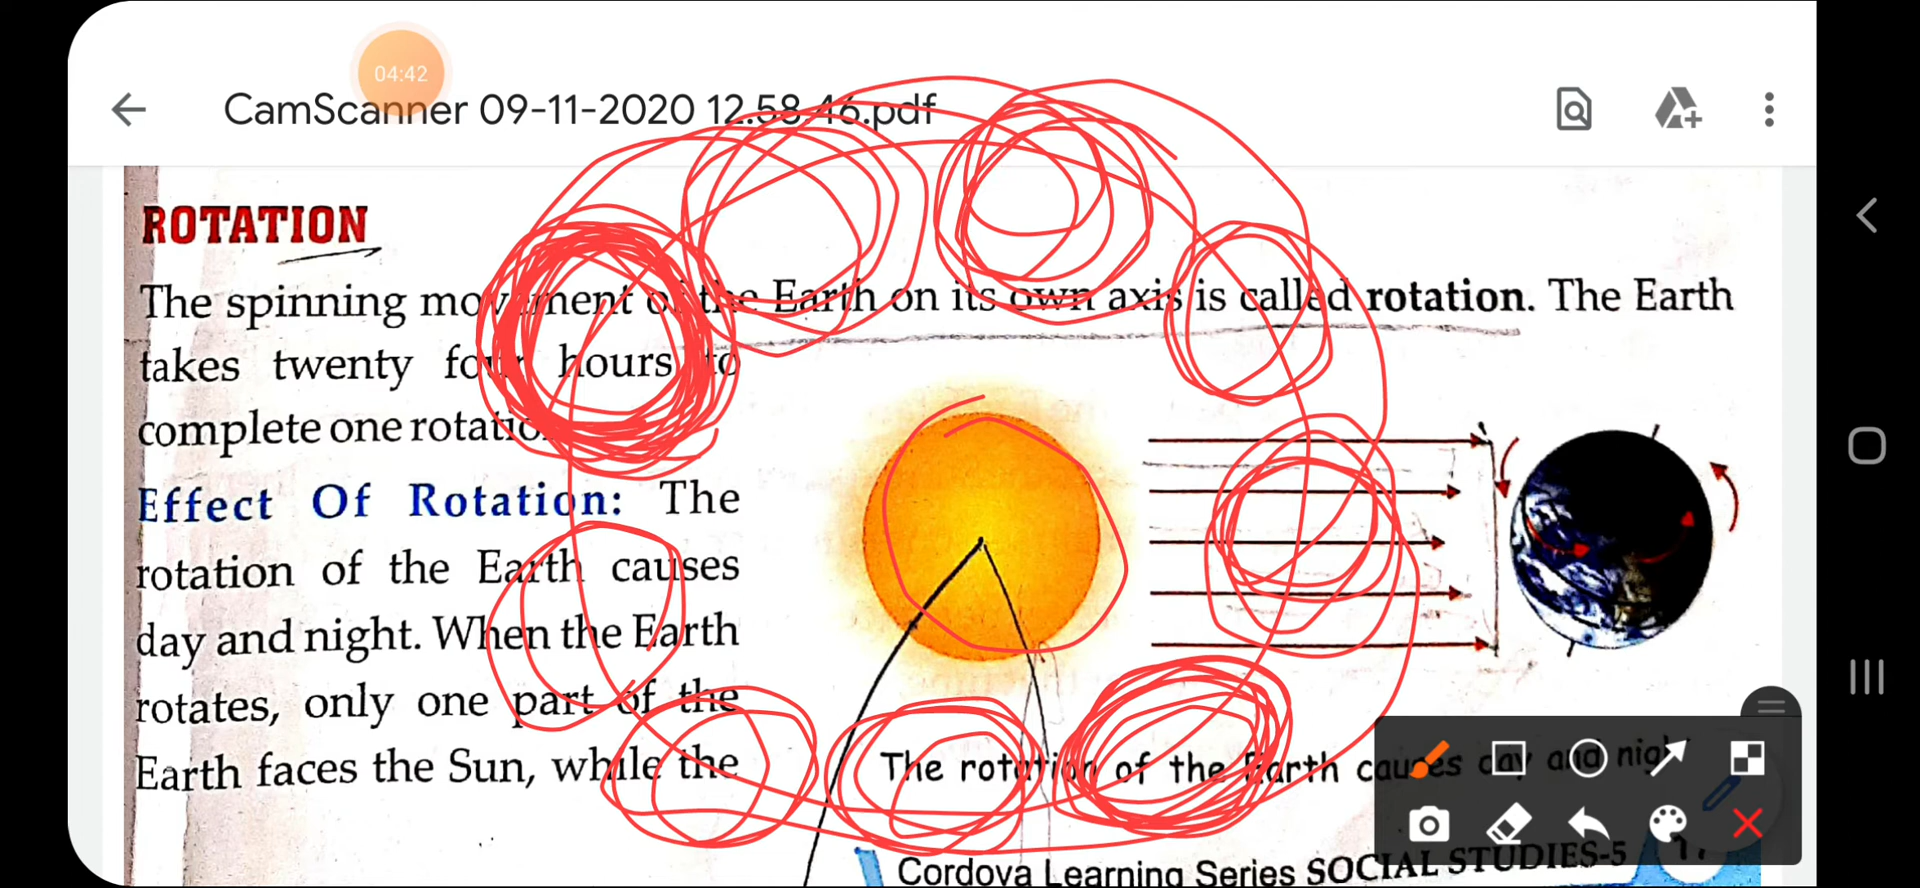 04:42
CamScanner 09-11-2020 12.58.46.pdf
ROTATION
The spinning movement of the Earth on its own axis is called rotation. The Earth
takes twenty four hours to
complete one rotation
Effect Of Rotation: The
rotation of the Earth causes
day and night. When the Earth
rotates, only one part of the
Earth faces the Sun, while the
The rotation of the Earth causes day and night
Cordova Learning Series SOCIAL STUDIES-5